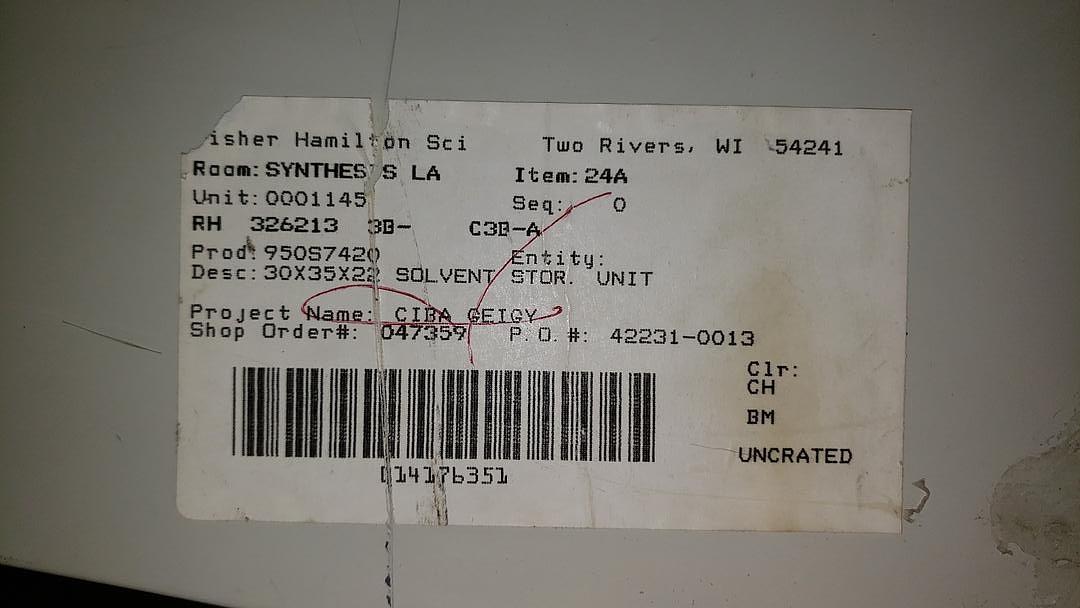 isher Hamilton Sci Two Rivers, WI 54241
Room: SYNTHESIS LA Item: 24A
Unit: 0001145 Seq: 0
RH 326213 3B- C3B-A
Prod: 950S7420 Entity:
Desc: 30X35X22 SOLVENT STOR. UNIT
Project Name: CIBA GEIGY
Shop Order#: 047359 P.O.#: 42231-0013
Clr:
CH
BM
UNCRATED
014176351